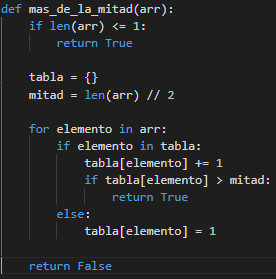 def mas_de_la_mitad(arr):
    if len(arr) <= 1:
        return True

    tabla = {}
    mitad = len(arr) // 2

    for elemento in arr:
        if elemento in tabla:
            tabla[elemento] += 1
            if tabla[elemento] > mitad:
                return True
        else:
            tabla[elemento] = 1

    return False